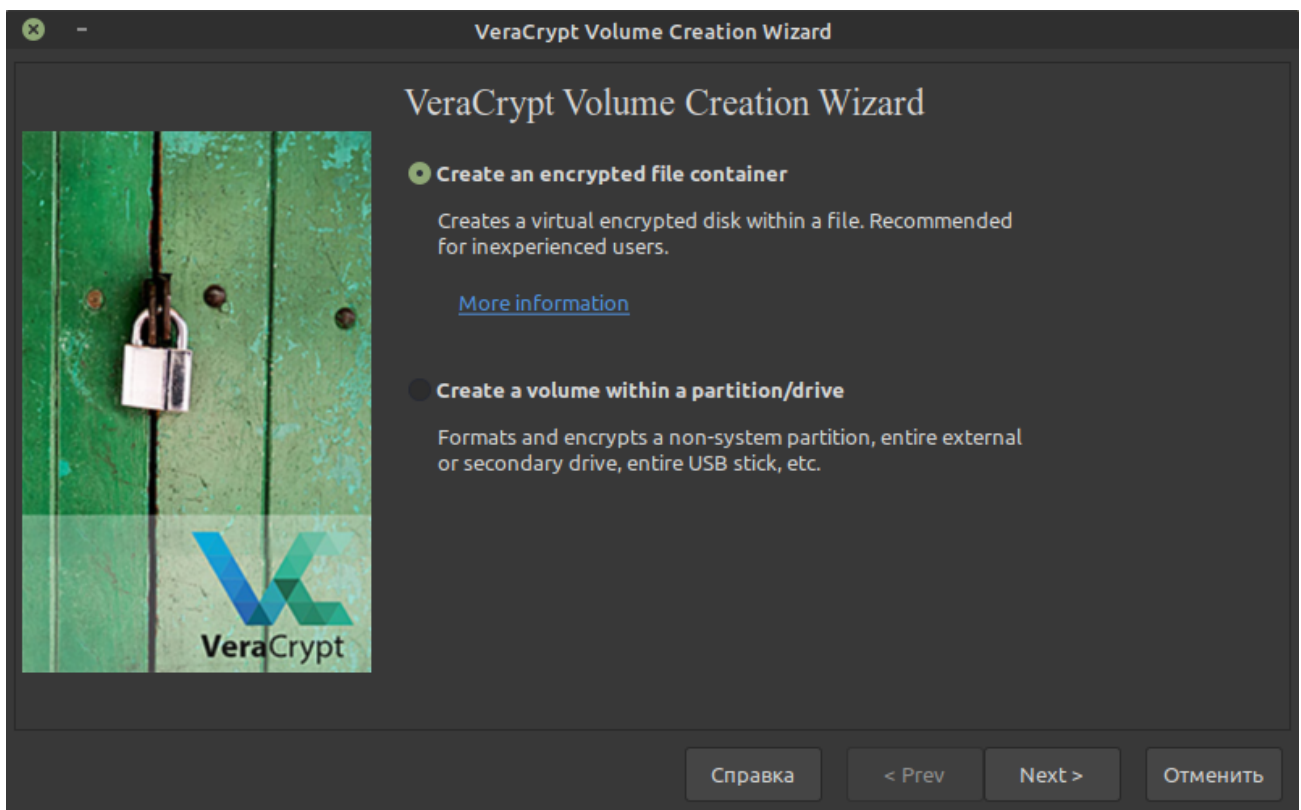 VeraCrypt Volume Creation Wizard
VeraCrypt Volume Creation Wizard
Create an encrypted file container
Creates a virtual encrypted disk within a file. Recommended
for inexperienced users.
More information
Create a volume within a partition/drive
Formats and encrypts a non-system partition, entire external
or secondary drive, entire USB stick, etc.
VeraCrypt
Справка
< Prev
Next >
Отменить